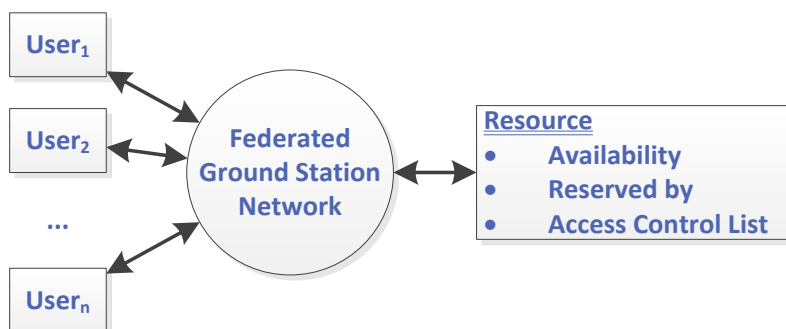 User₁
User₂
...
Userₙ
Federated
Ground Station
Network
Resource
• Availability
• Reserved by
• Access Control List